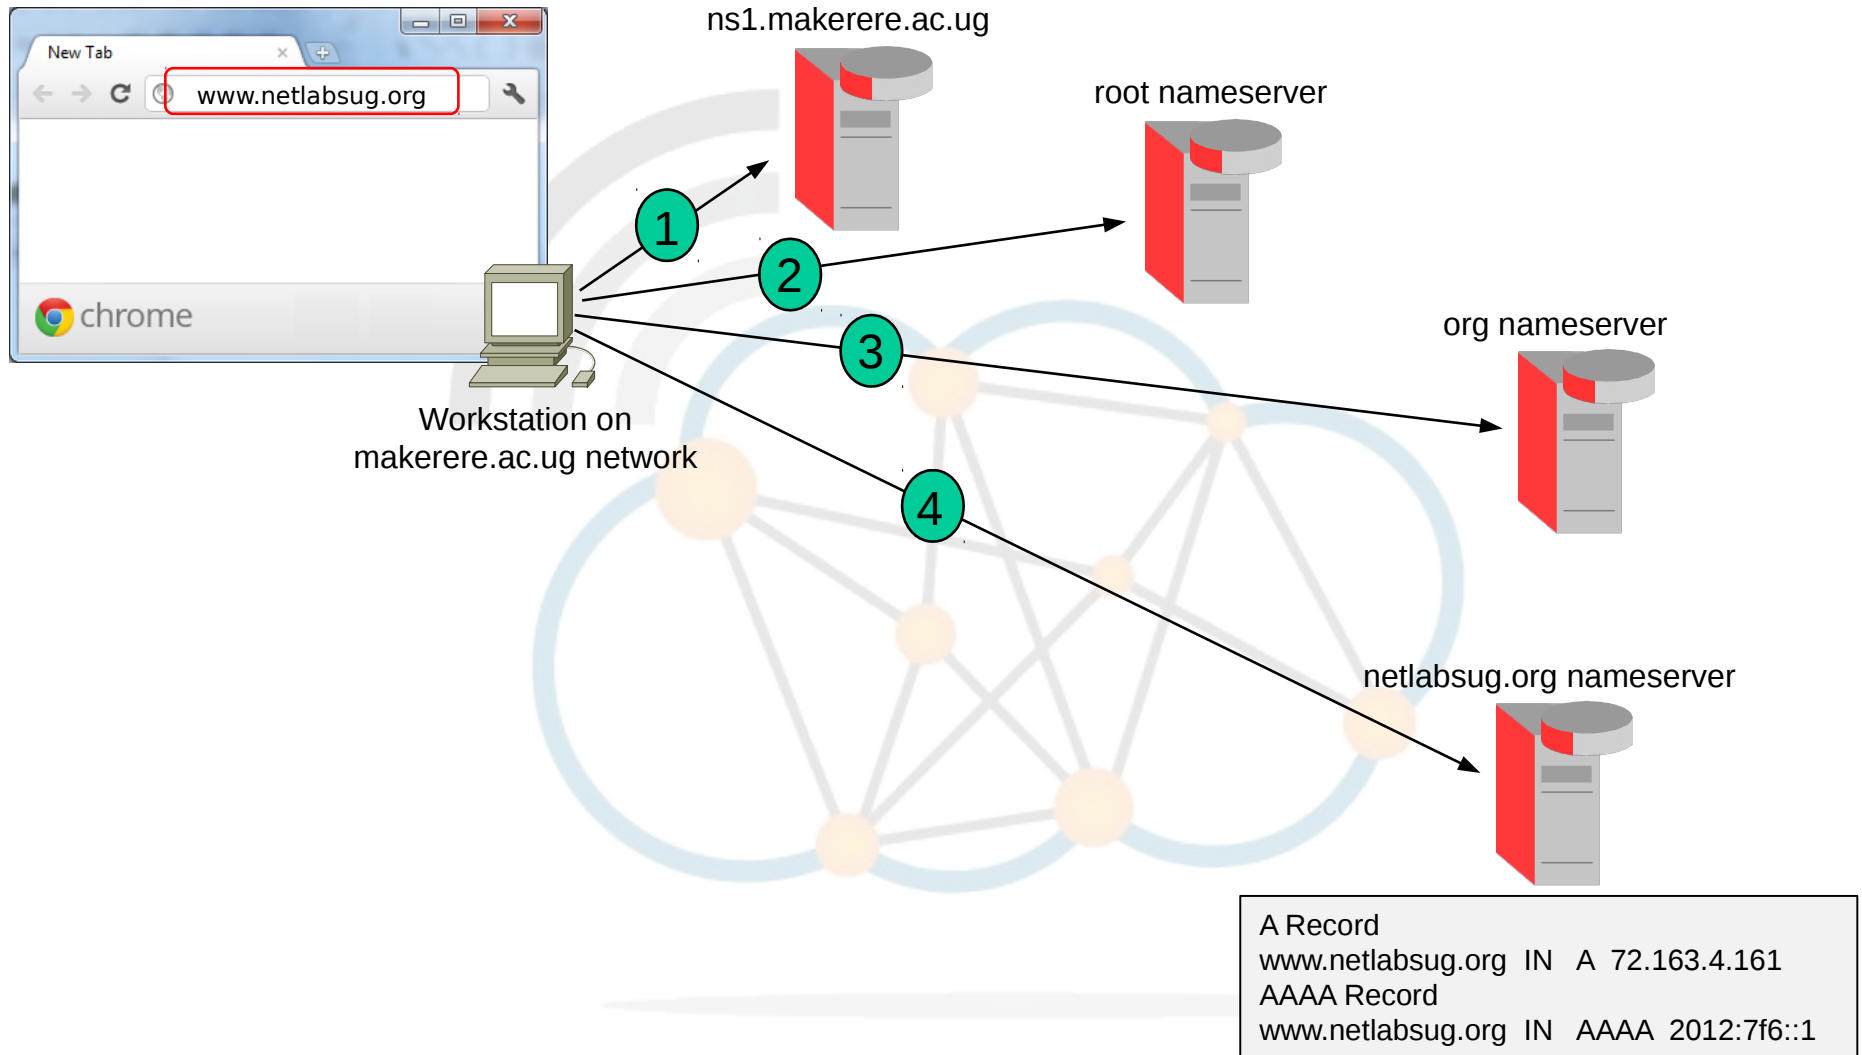 New Tab
www.netlabsug.org
chrome
ns1.makerere.ac.ug
root nameserver
org nameserver
netlabsug.org nameserver
1
2
3
4
Workstation on
makerere.ac.ug network
A Record
www.netlabsug.org IN A 72.163.4.161
AAAA Record
www.netlabsug.org IN AAAA 2012:7f6::1